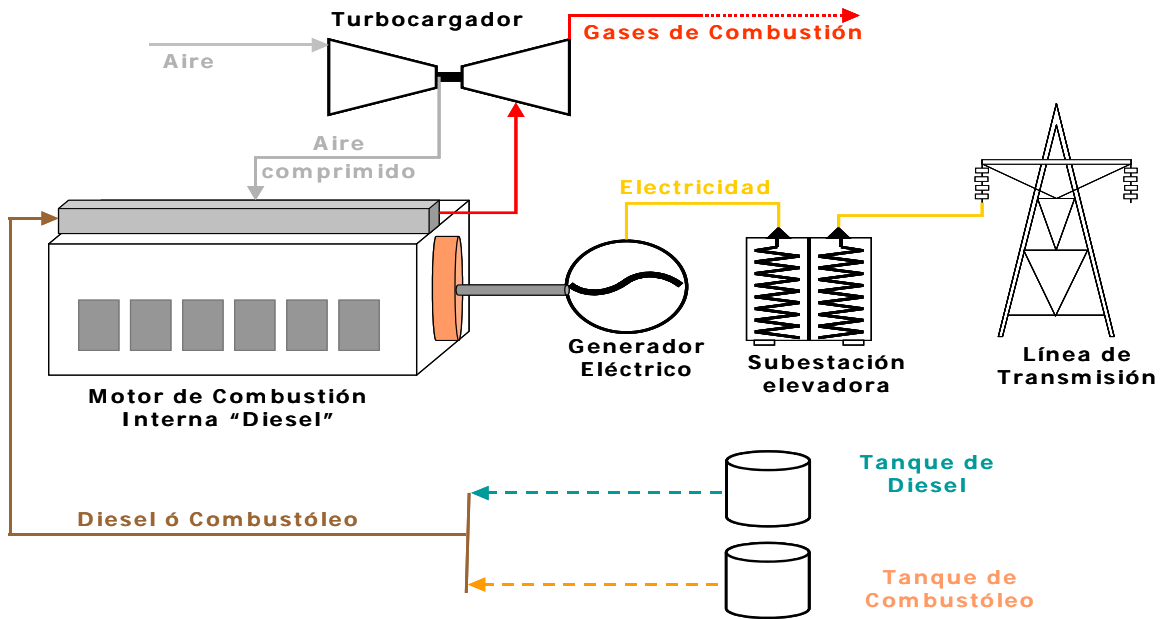 Turbocargador
Gases de Combustión
Aire
Aire
comprimido
Electricidad
Generador
Eléctrico
Subestación
elevadora
Línea de
Transmisión
Motor de Combustión
Interna “Diesel”
Tanque de
Diesel
Diesel ó Combustóleo
Tanque de
Combustóleo